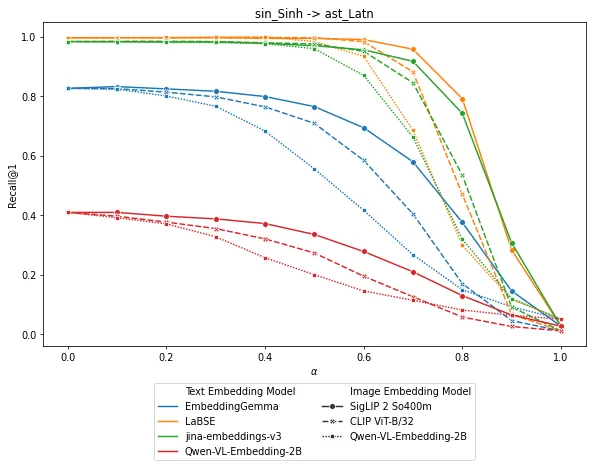 sin_Sinh -> ast_Latn
Recall@1
1.0
0.8
0.6
0.4
0.2
0.0
0.0 0.2 0.4 0.6 0.8 1.0
α
Text Embedding Model Image Embedding Model
EmbeddingGemma SigLIP 2 So400m
LaBSE CLIP ViT-B/32
jina-embeddings-v3 Qwen-VL-Embedding-2B
Qwen-VL-Embedding-2B